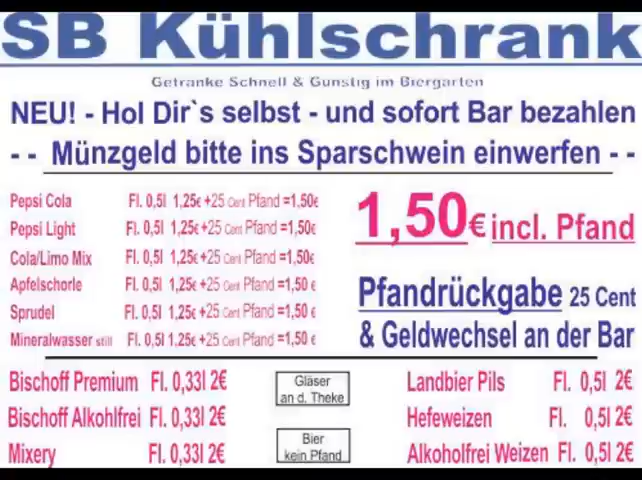 SB Kühlschrank
Getranke Schnell & Gunstig im Biergarten
NEU! - Hol Dir`s selbst - und sofort Bar bezahlen
- - Münzgeld bitte ins Sparschwein einwerfen - -
Pepsi Cola Fl. 0,5l 1,25€ +25 Cent Pfand =1,50€
Pepsi Light Fl. 0,5l 1,25€ +25 Cent Pfand =1,50€
Cola/Limo Mix Fl. 0,5l 1,25€ +25 Cent Pfand =1,50 €
Apfelschorle Fl. 0,5l 1,25€ +25 Cent Pfand =1,50 €
Sprudel Fl. 0,5l 1,25€ +25 Cent Pfand =1,50 €
Mineralwasser still Fl. 0,5l 1,25€ +25 Cent Pfand =1,50 €
1,50€ incl. Pfand
Pfandrückgabe 25 Cent
& Geldwechsel an der Bar
Bischoff Premium Fl. 0,33l 2€
Bischoff Alkohlfrei Fl. 0,33l 2€
Mixery Fl. 0,33l 2€
Gläser
an d. Theke
Bier
kein Pfand
Landbier Pils Fl. 0,5l 2€
Hefeweizen Fl. 0,5l 2€
Alkoholfrei Weizen Fl. 0,5l 2€